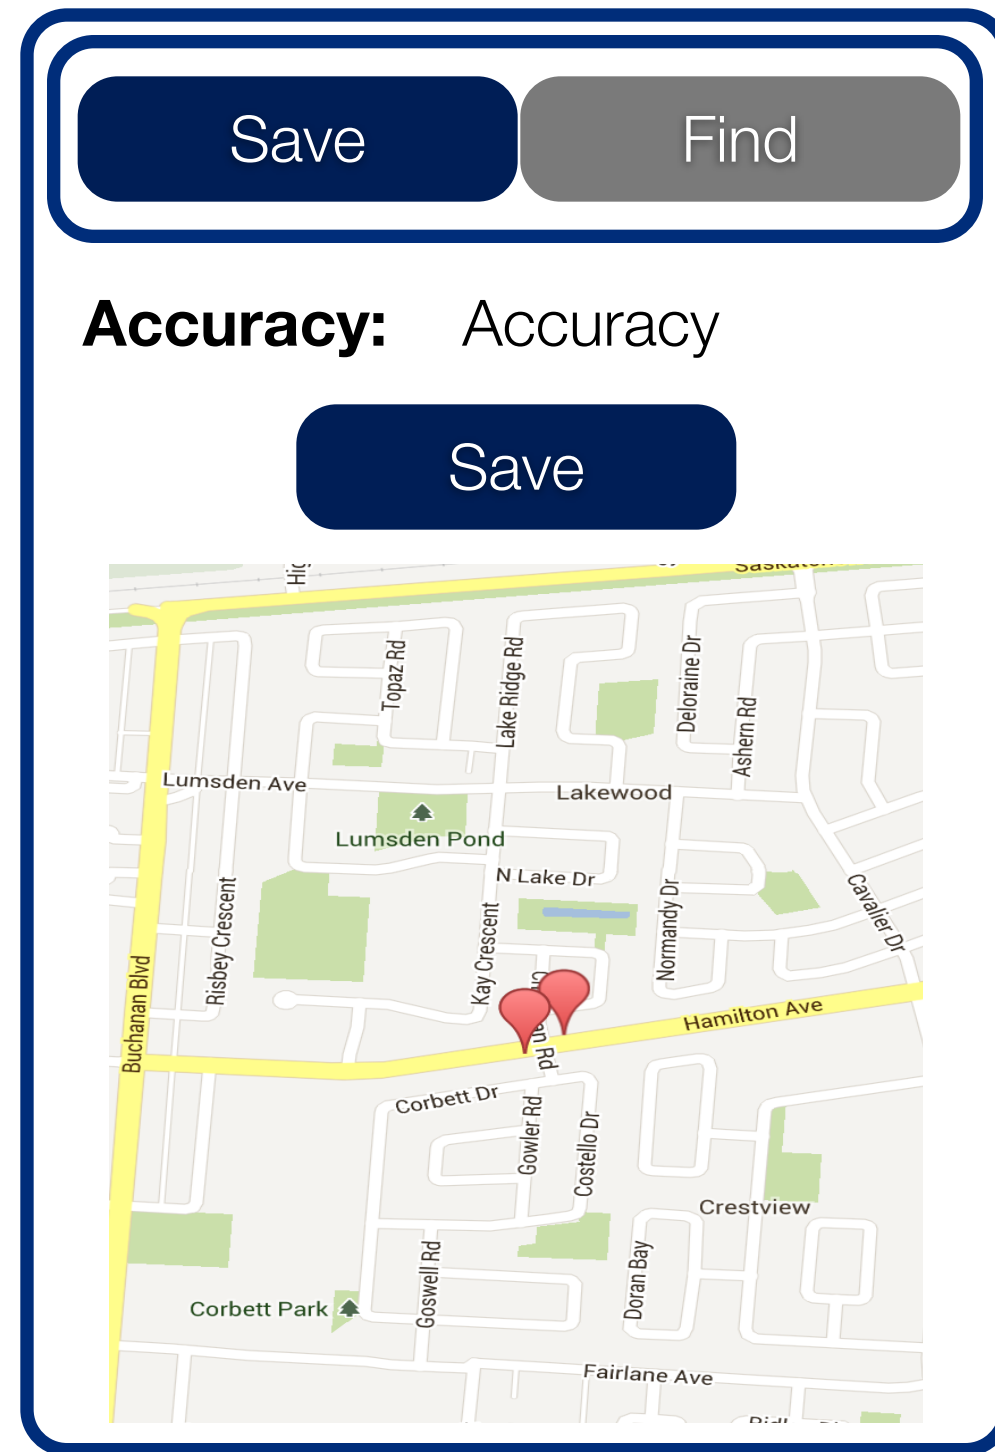 Save
Find
Accuracy: Accuracy
Save
Topaz Rd
Lake Ridge Rd
Deloraine Dr
Ashern Rd
Lumsden Ave
Lakewood
Lumsden Pond
N Lake Dr
Risbey Crescent
Kay Crescent
Normandy Dr
Cavalier Dr
Buchanan Blvd
Hamilton Ave
Corbett Dr
Gowler Rd
Costello Dr
Crestview
Goswell Rd
Doran Bay
Corbett Park
Fairlane Ave